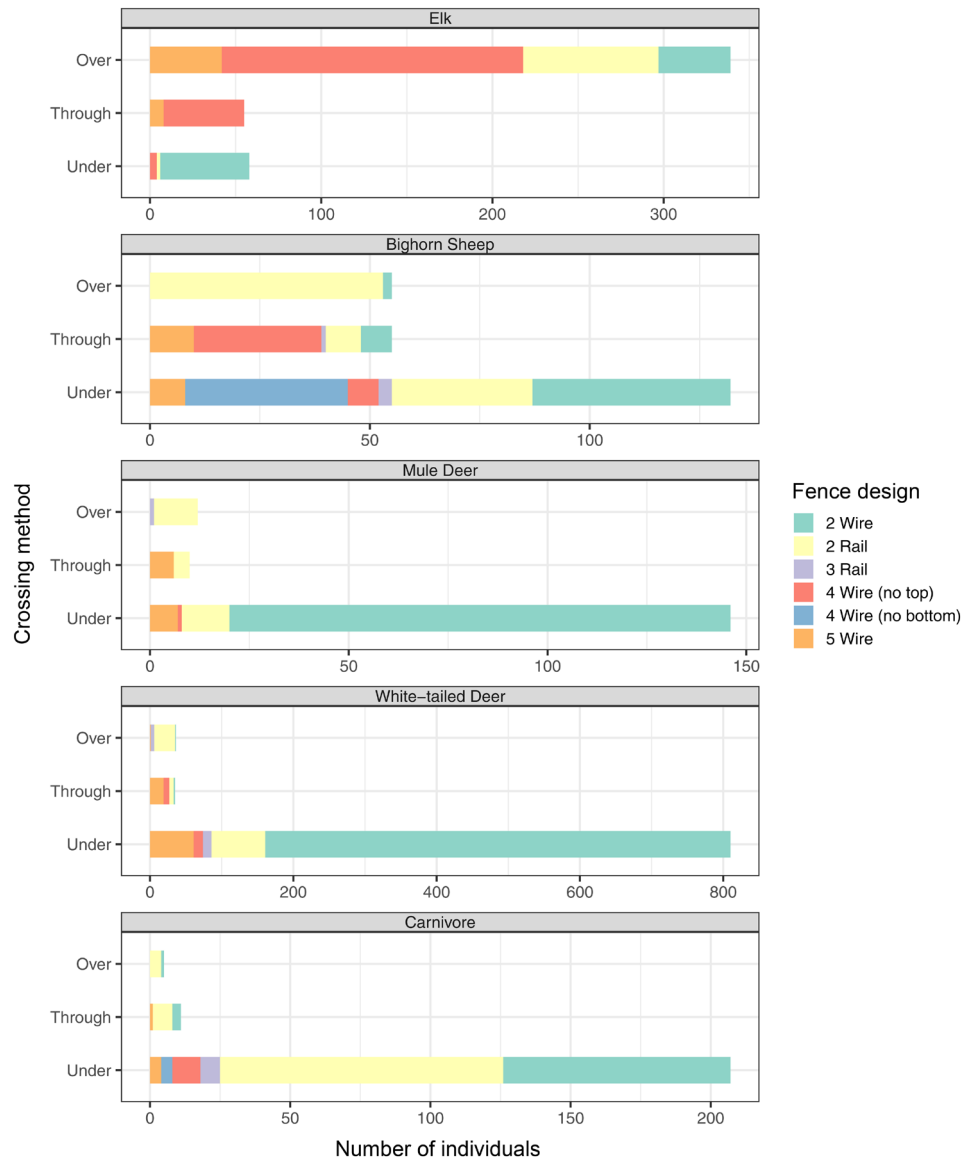 Elk
Over
Through
Under
0 100 200 300
Bighorn Sheep
Over
Through
Under
0 50 100
Mule Deer
Over
Through
Under
0 50 100 150
White−tailed Deer
Over
Through
Under
0 200 400 600 800
Carnivore
Over
Through
Under
0 50 100 150 200
Number of individuals
Crossing method
Fence design
2 Wire
2 Rail
3 Rail
4 Wire (no top)
4 Wire (no bottom)
5 Wire